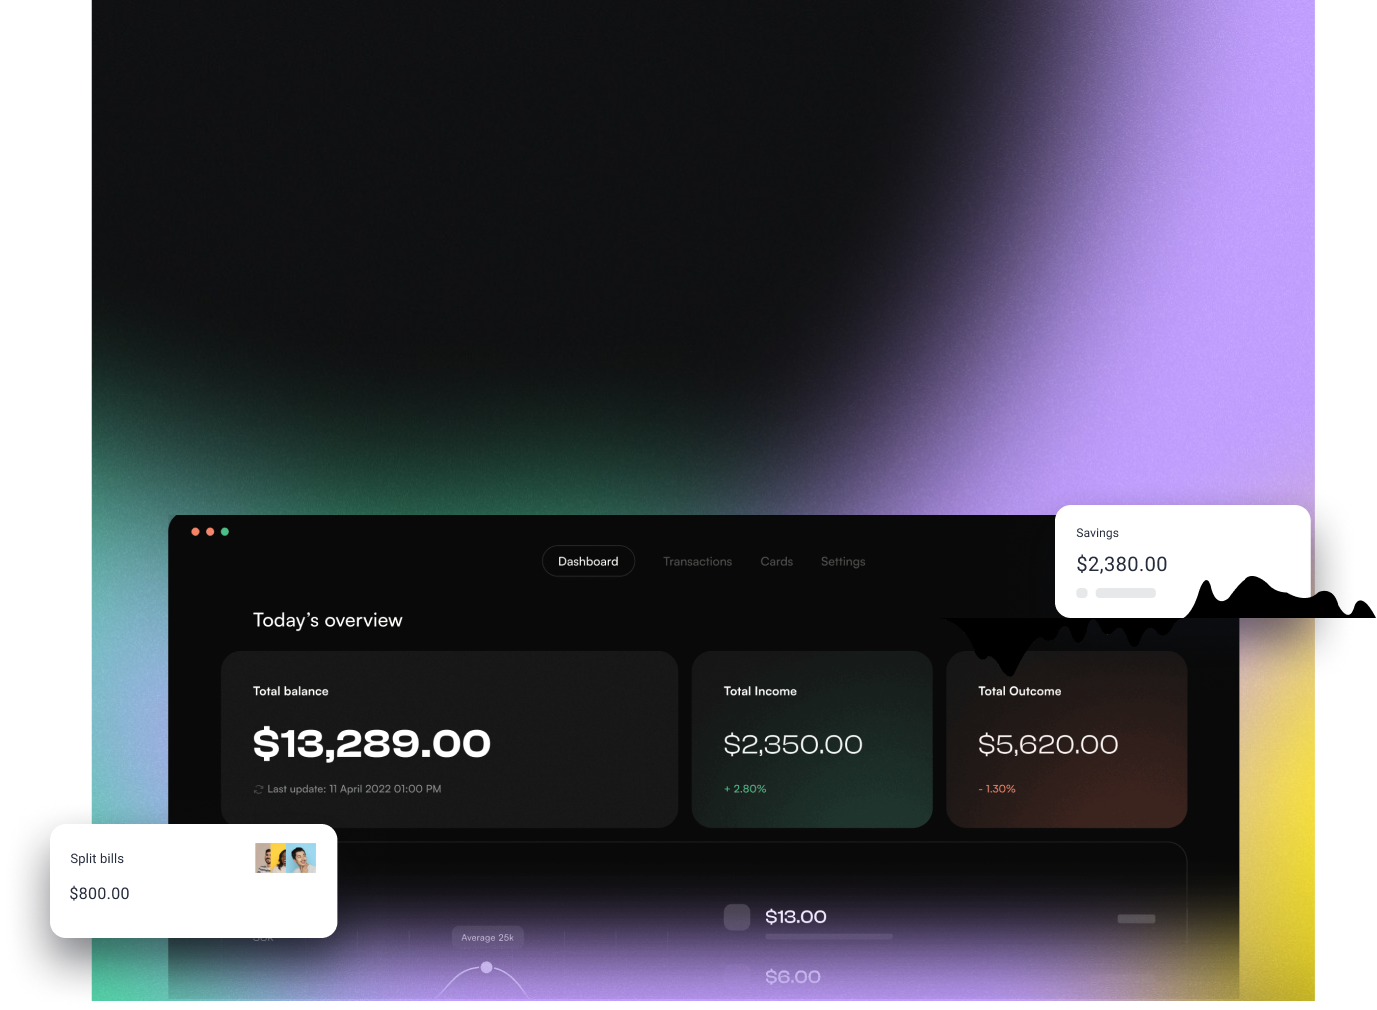 Savings
$2,380.00
Dashboard
Transactions
Cards
Settings
Today's overview
Total balance
$13,289.00
Last update: 11 April 2022 01:00 PM
Total Income
$2,350.00
+ 2.80%
Total Outcome
$5,620.00
- 1.30%
Split bills
$800.00
Average 25k
$13.00
$6.00